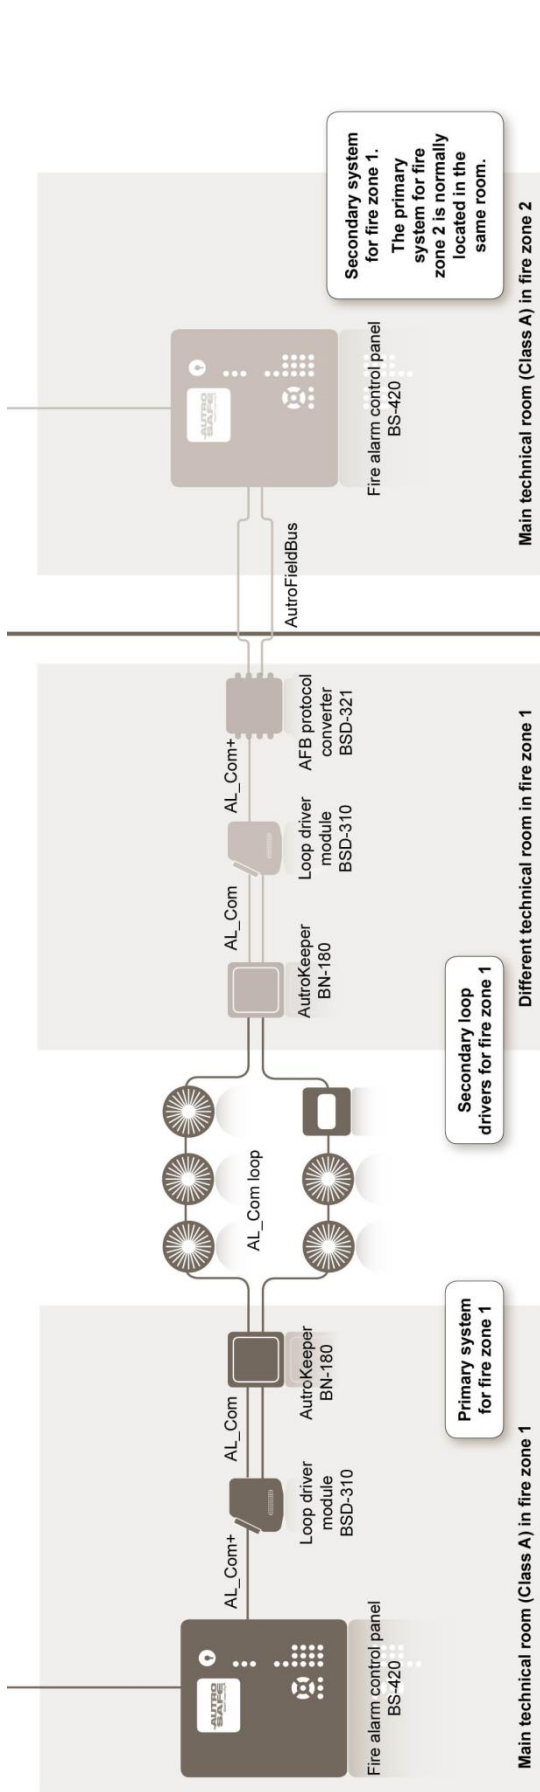 AUTRO
SAFE
Fire alarm control panel
BS-420
AL_Com+
Loop driver
module
BSD-310
AL_Com
AutroKeeper
BN-180
Primary system
for fire zone 1
Main technical room (Class A) in fire zone 1
AL_Com loop
Secondary loop
drivers for fire zone 1
AutroKeeper
BN-180
AL_Com
Loop driver
module
BSD-310
AL_Com+
AFB protocol
converter
BSD-321
Different technical room in fire zone 1
AutroFieldBus
AUTRO
SAFE
Fire alarm control panel
BS-420
Secondary system
for fire zone 1.
The primary
system for fire
zone 2 is normally
located in the
same room.
Main technical room (Class A) in fire zone 2